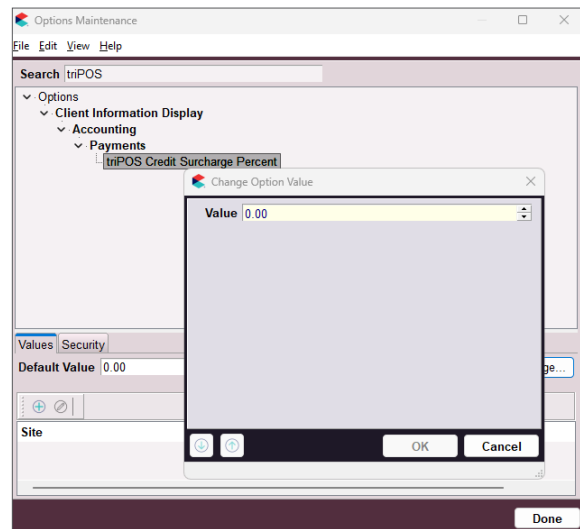 Options Maintenance
File Edit View Help
Search triPOS
Options
Client Information Display
Accounting
Payments
triPOS Credit Surcharge Percent
Change Option Value
Value 0.00
Values Security
Default Value 0.00
ge...
Site
OK Cancel
Done